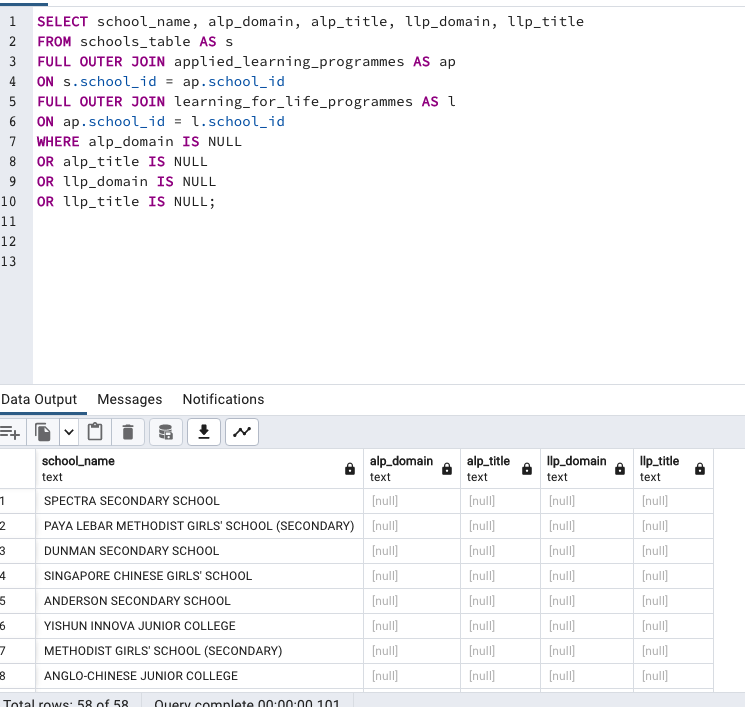 1 SELECT school_name, alp_domain, alp_title, llp_domain, llp_title
2 FROM schools_table AS s
3 FULL OUTER JOIN applied_learning_programmes AS ap
4 ON s.school_id = ap.school_id
5 FULL OUTER JOIN learning_for_life_programmes AS l
6 ON ap.school_id = l.school_id
7 WHERE alp_domain IS NULL
8 OR alp_title IS NULL
9 OR llp_domain IS NULL
10 OR llp_title IS NULL;
11
12
13
Data Output Messages Notifications
school_name alp_domain alp_title llp_domain llp_title
text text text text text
1 SPECTRA SECONDARY SCHOOL [null] [null] [null] [null]
2 PAYA LEBAR METHODIST GIRLS' SCHOOL (SECONDARY) [null] [null] [null] [null]
3 DUNMAN SECONDARY SCHOOL [null] [null] [null] [null]
4 SINGAPORE CHINESE GIRLS' SCHOOL [null] [null] [null] [null]
5 ANDERSON SECONDARY SCHOOL [null] [null] [null] [null]
6 YISHUN INNOVA JUNIOR COLLEGE [null] [null] [null] [null]
7 METHODIST GIRLS' SCHOOL (SECONDARY) [null] [null] [null] [null]
8 ANGLO-CHINESE JUNIOR COLLEGE [null] [null] [null] [null]
Total rows: 58 of 58 Query complete 00:00:00.101